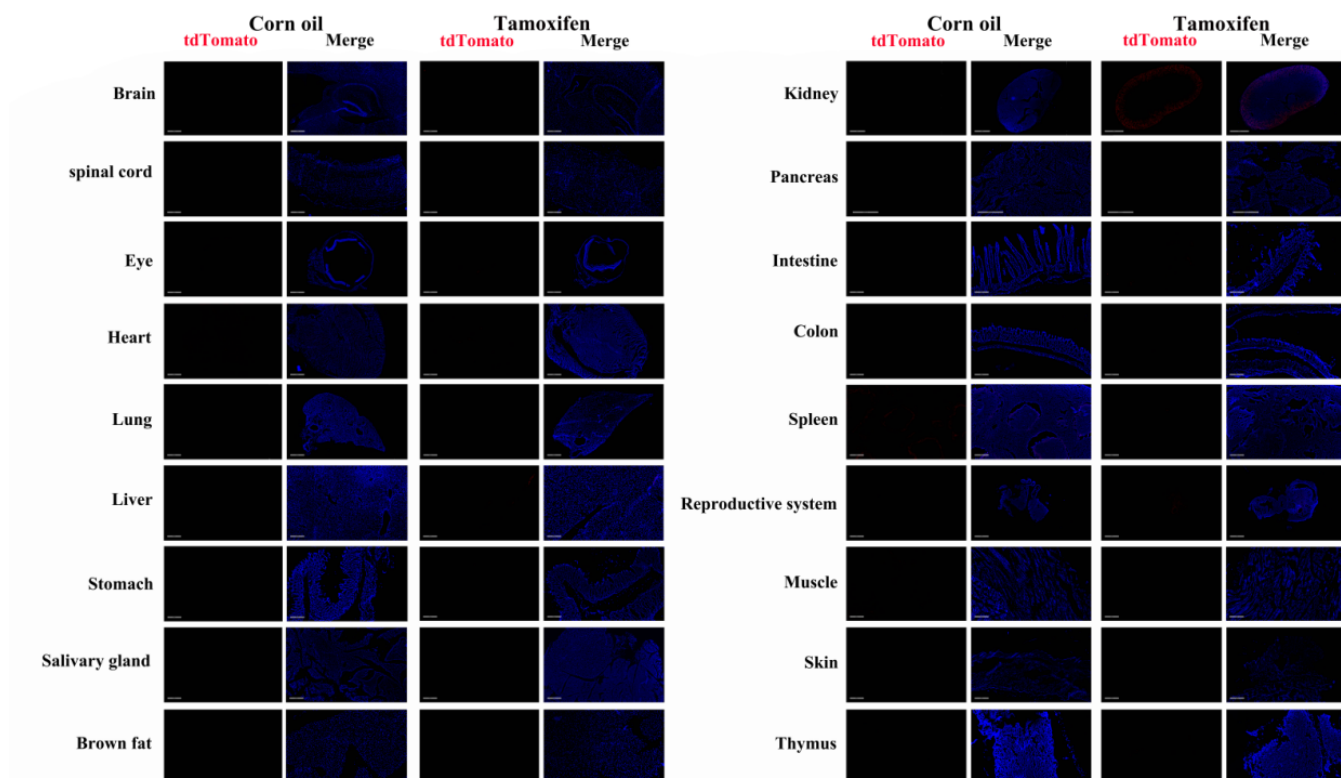 Corn oil Tamoxifen
tdTomato Merge tdTomato Merge
Brain
spinal cord
Eye
Heart
Lung
Liver
Stomach
Salivary gland
Brown fat
Corn oil Tamoxifen
tdTomato Merge tdTomato Merge
Kidney
Pancreas
Intestine
Colon
Spleen
Reproductive system
Muscle
Skin
Thymus